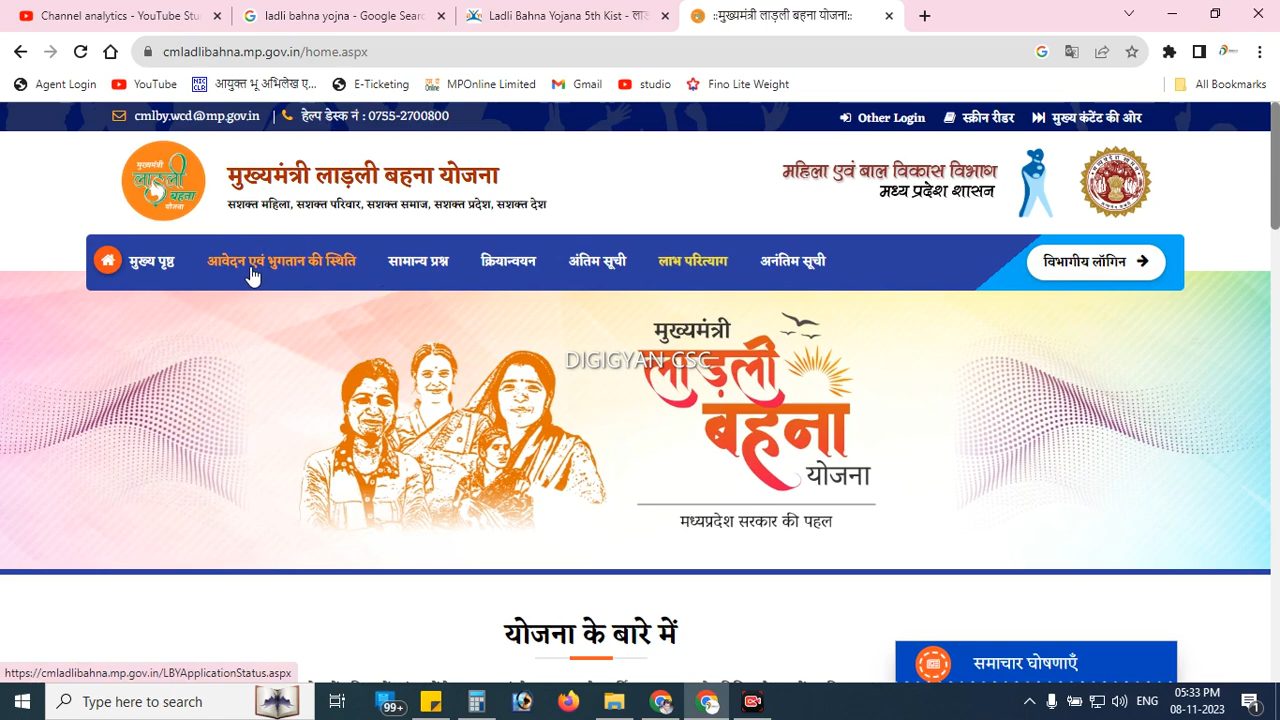 Channel analytics - YouTube Stu
ladli bahna yojna - Google Sear
Ladli Bahna Yojana 5th Kist - ला
::मुख्यमंत्री लाड़ली बहना योजना::
cmladlibahna.mp.gov.in/home.aspx
Agent Login
YouTube
आयुक्त भू अभिलेख ए...
E-Ticketing
MPOnline Limited
Gmail
studio
Fino Lite Weight
All Bookmarks
cmlby.wcd@mp.gov.in | हेल्प डेस्क नं : 0755-2700800
Other Login स्क्रीन रीडर मुख्य कंटेंट की ओर
मुख्यमंत्री लाड़ली बहना योजना
मुख्यमंत्री लाड़ली बहना योजना
सशक्त महिला, सशक्त परिवार, सशक्त समाज, सशक्त प्रदेश, सशक्त देश
महिला एवं बाल विकास विभाग
मध्य प्रदेश शासन
मुख्य पृष्ठ आवेदन एवं भुगतान की स्थिति सामान्य प्रश्न क्रियान्वयन अंतिम सूची लाभ परित्याग अनंतिम सूची विभागीय लॉगिन
मुख्यमंत्री
लाड़ली
DIGIGYAN CSC
बहना
योजना
मध्यप्रदेश सरकार की पहल
योजना के बारे में
समाचार घोषणाएँ
https://cmladlibahna.mp.gov.in/LBYApplicationStatus.aspx
Type here to search
99+
ENG
05:33 PM
08-11-2023
1